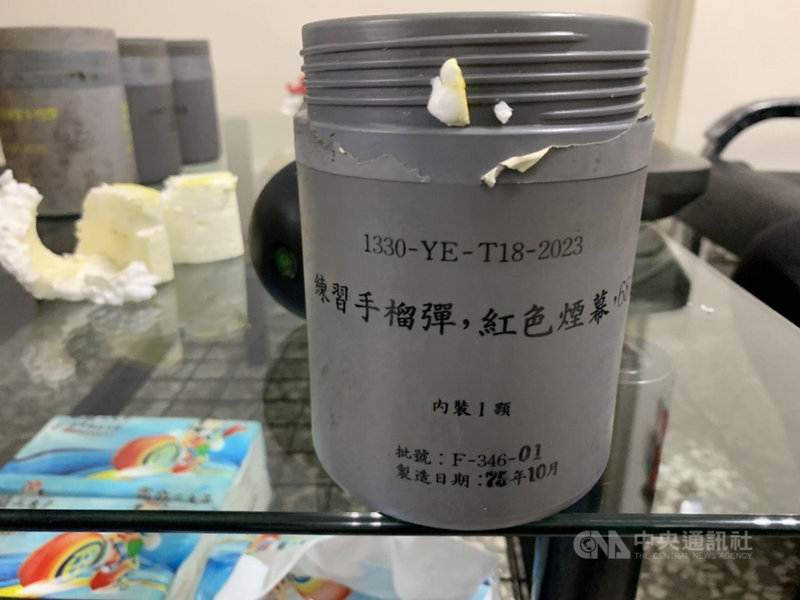 1330-YE-T18-2023
練習手榴彈,紅色煙幕,68
內裝1顆
批號：F-346-01
製造日期：75年10月
中央通訊社
THE CENTRAL NEWS AGENCY